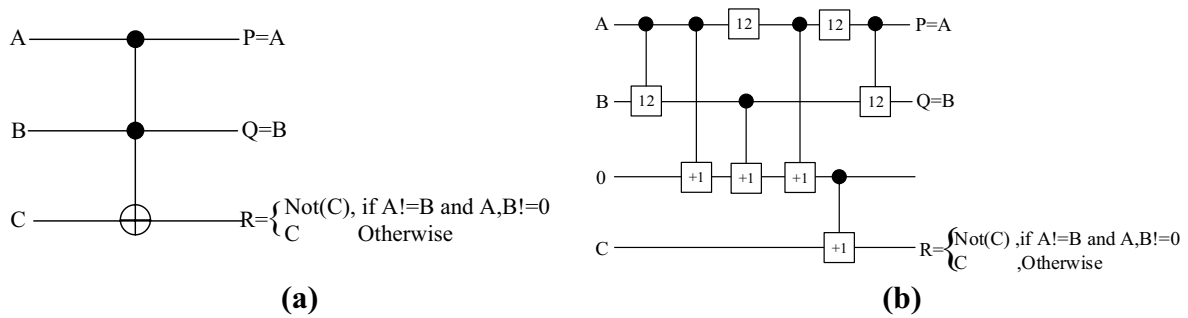 A P=A
B Q=B
C R={ Not(C), if A!=B and A,B!=0
C Otherwise
(a)
A 12 12 P=A
B 12 12 Q=B
0 +1 +1 +1
C +1 R={ Not(C) ,if A!=B and A,B!=0
C ,Otherwise
(b)